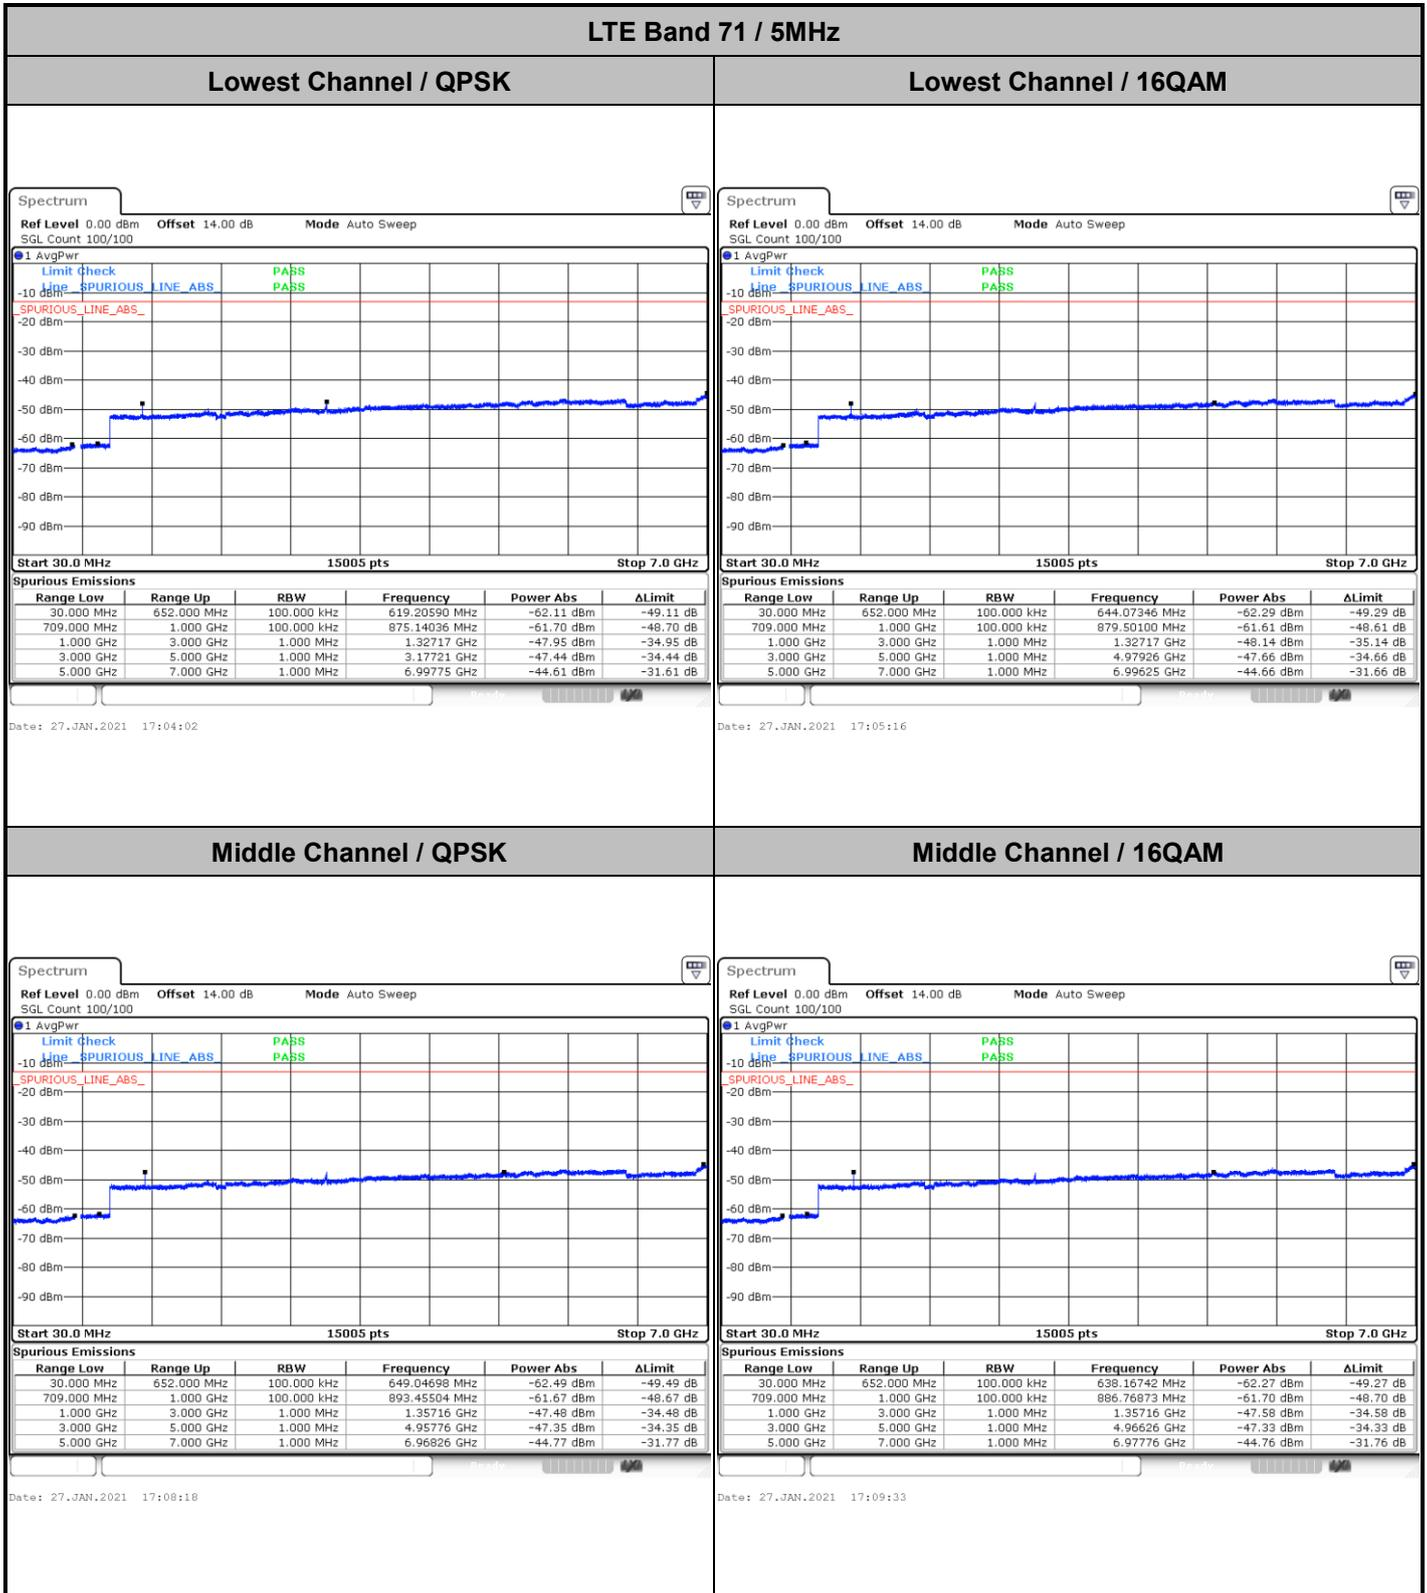 LTE Band 71 / 5MHz
Lowest Channel / QPSK
Lowest Channel / 16QAM
Spectrum
Ref Level 0.00 dBm Offset 14.00 dB Mode Auto Sweep
SGL Count 100/100
1 AvgPwr
Limit Check PASS
Line _SPURIOUS_LINE_ABS_ PASS
-10 dBm
_SPURIOUS_LINE_ABS_
-20 dBm
-30 dBm
-40 dBm
-50 dBm
-60 dBm
-70 dBm
-80 dBm
-90 dBm
Start 30.0 MHz 15005 pts Stop 7.0 GHz
Spurious Emissions
Range Low Range Up RBW Frequency Power Abs ΔLimit
30.000 MHz 652.000 MHz 100.000 kHz 619.20590 MHz -62.11 dBm -49.11 dB
709.000 MHz 1.000 GHz 100.000 kHz 875.14036 MHz -61.70 dBm -48.70 dB
1.000 GHz 3.000 GHz 1.000 MHz 1.32717 GHz -47.95 dBm -34.95 dB
3.000 GHz 5.000 GHz 1.000 MHz 3.17721 GHz -47.44 dBm -34.44 dB
5.000 GHz 7.000 GHz 1.000 MHz 6.99775 GHz -44.61 dBm -31.61 dB
Ready
Date: 27.JAN.2021 17:04:02
Spectrum
Ref Level 0.00 dBm Offset 14.00 dB Mode Auto Sweep
SGL Count 100/100
1 AvgPwr
Limit Check PASS
Line _SPURIOUS_LINE_ABS_ PASS
-10 dBm
_SPURIOUS_LINE_ABS_
-20 dBm
-30 dBm
-40 dBm
-50 dBm
-60 dBm
-70 dBm
-80 dBm
-90 dBm
Start 30.0 MHz 15005 pts Stop 7.0 GHz
Spurious Emissions
Range Low Range Up RBW Frequency Power Abs ΔLimit
30.000 MHz 652.000 MHz 100.000 kHz 644.07346 MHz -62.29 dBm -49.29 dB
709.000 MHz 1.000 GHz 100.000 kHz 879.50100 MHz -61.61 dBm -48.61 dB
1.000 GHz 3.000 GHz 1.000 MHz 1.32717 GHz -48.14 dBm -35.14 dB
3.000 GHz 5.000 GHz 1.000 MHz 4.97926 GHz -47.66 dBm -34.66 dB
5.000 GHz 7.000 GHz 1.000 MHz 6.99625 GHz -44.66 dBm -31.66 dB
Ready
Date: 27.JAN.2021 17:05:16
Middle Channel / QPSK
Middle Channel / 16QAM
Spectrum
Ref Level 0.00 dBm Offset 14.00 dB Mode Auto Sweep
SGL Count 100/100
1 AvgPwr
Limit Check PASS
Line _SPURIOUS_LINE_ABS_ PASS
-10 dBm
_SPURIOUS_LINE_ABS_
-20 dBm
-30 dBm
-40 dBm
-50 dBm
-60 dBm
-70 dBm
-80 dBm
-90 dBm
Start 30.0 MHz 15005 pts Stop 7.0 GHz
Spurious Emissions
Range Low Range Up RBW Frequency Power Abs ΔLimit
30.000 MHz 652.000 MHz 100.000 kHz 649.04698 MHz -62.49 dBm -49.49 dB
709.000 MHz 1.000 GHz 100.000 kHz 893.45504 MHz -61.67 dBm -48.67 dB
1.000 GHz 3.000 GHz 1.000 MHz 1.35716 GHz -47.48 dBm -34.48 dB
3.000 GHz 5.000 GHz 1.000 MHz 4.95776 GHz -47.35 dBm -34.35 dB
5.000 GHz 7.000 GHz 1.000 MHz 6.96826 GHz -44.77 dBm -31.77 dB
Ready
Date: 27.JAN.2021 17:08:18
Spectrum
Ref Level 0.00 dBm Offset 14.00 dB Mode Auto Sweep
SGL Count 100/100
1 AvgPwr
Limit Check PASS
Line _SPURIOUS_LINE_ABS_ PASS
-10 dBm
_SPURIOUS_LINE_ABS_
-20 dBm
-30 dBm
-40 dBm
-50 dBm
-60 dBm
-70 dBm
-80 dBm
-90 dBm
Start 30.0 MHz 15005 pts Stop 7.0 GHz
Spurious Emissions
Range Low Range Up RBW Frequency Power Abs ΔLimit
30.000 MHz 652.000 MHz 100.000 kHz 638.16742 MHz -62.27 dBm -49.27 dB
709.000 MHz 1.000 GHz 100.000 kHz 886.76873 MHz -61.70 dBm -48.70 dB
1.000 GHz 3.000 GHz 1.000 MHz 1.35716 GHz -47.58 dBm -34.58 dB
3.000 GHz 5.000 GHz 1.000 MHz 4.96626 GHz -47.33 dBm -34.33 dB
5.000 GHz 7.000 GHz 1.000 MHz 6.97776 GHz -44.76 dBm -31.76 dB
Ready
Date: 27.JAN.2021 17:09:33